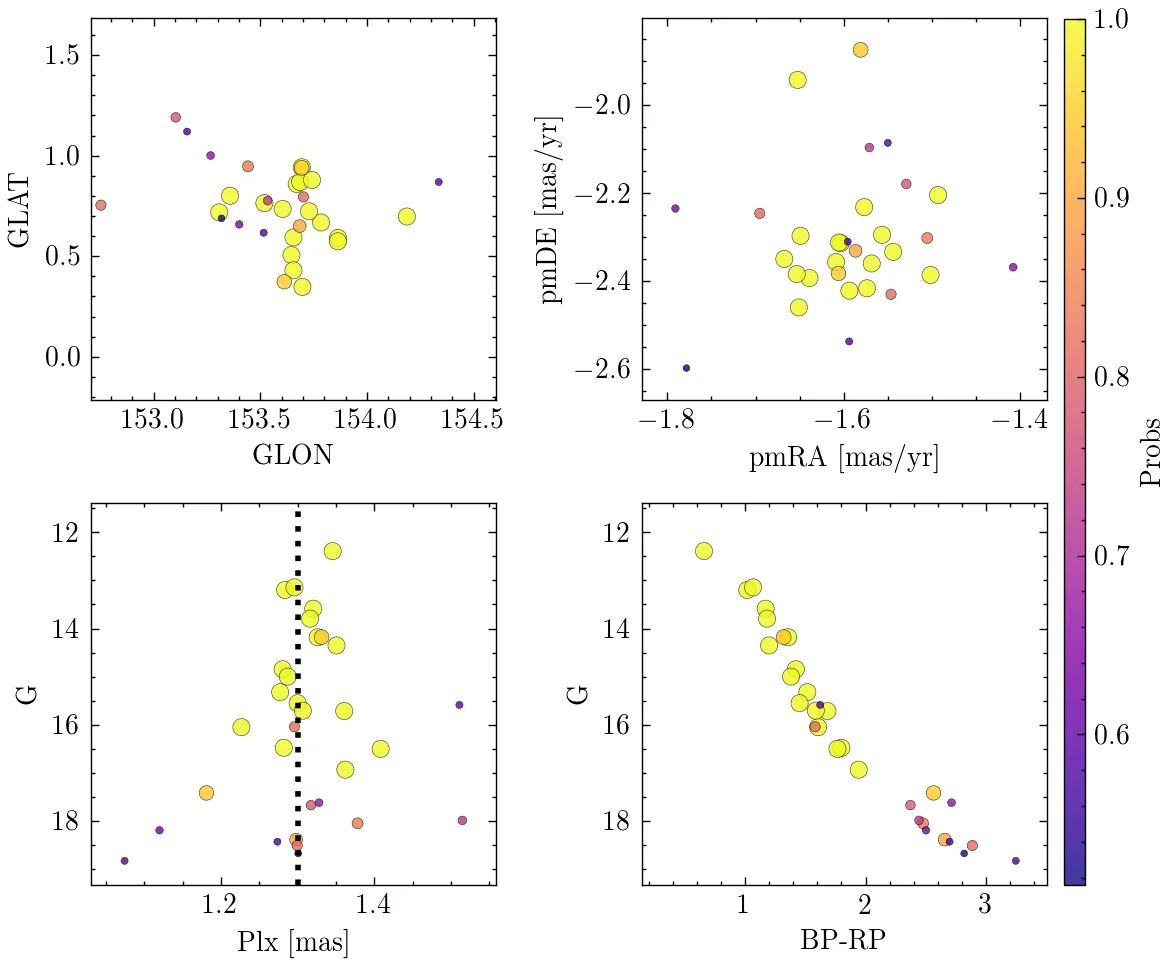 1.5
1.0
0.5
0.0
GLAT
153.0 153.5 154.0 154.5
GLON
−2.0
−2.2
−2.4
−2.6
pmDE [mas/yr]
−1.8 −1.6 −1.4
pmRA [mas/yr]
12
14
16
18
G
1.2 1.4
Plx [mas]
12
14
16
18
G
1 2 3
BP-RP
1.0
0.9
0.8
0.7
0.6
Probs